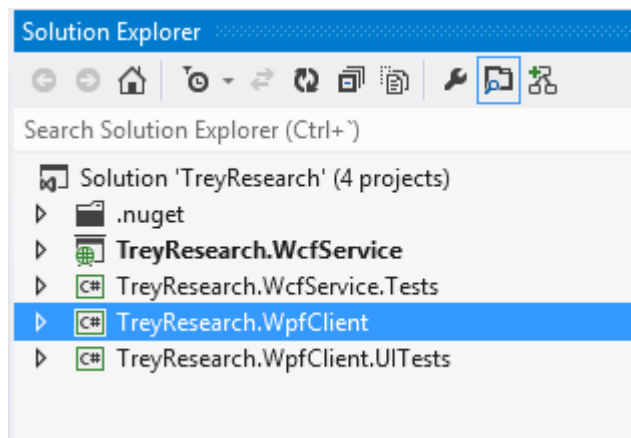 Solution Explorer
Search Solution Explorer (Ctrl+`)
Solution 'TreyResearch' (4 projects)
.nuget
TreyResearch.WcfService
C# TreyResearch.WcfService.Tests
C# TreyResearch.WpfClient
C# TreyResearch.WpfClient.UITests